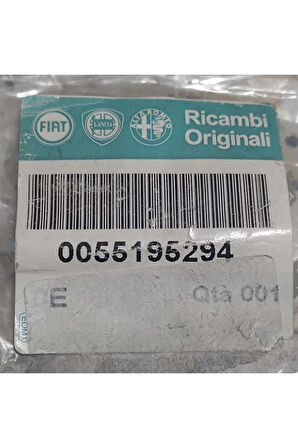 FIAT
LANCIA
ALFA ROMEO
Ricambi
Originali
0055195294
Qtà 001